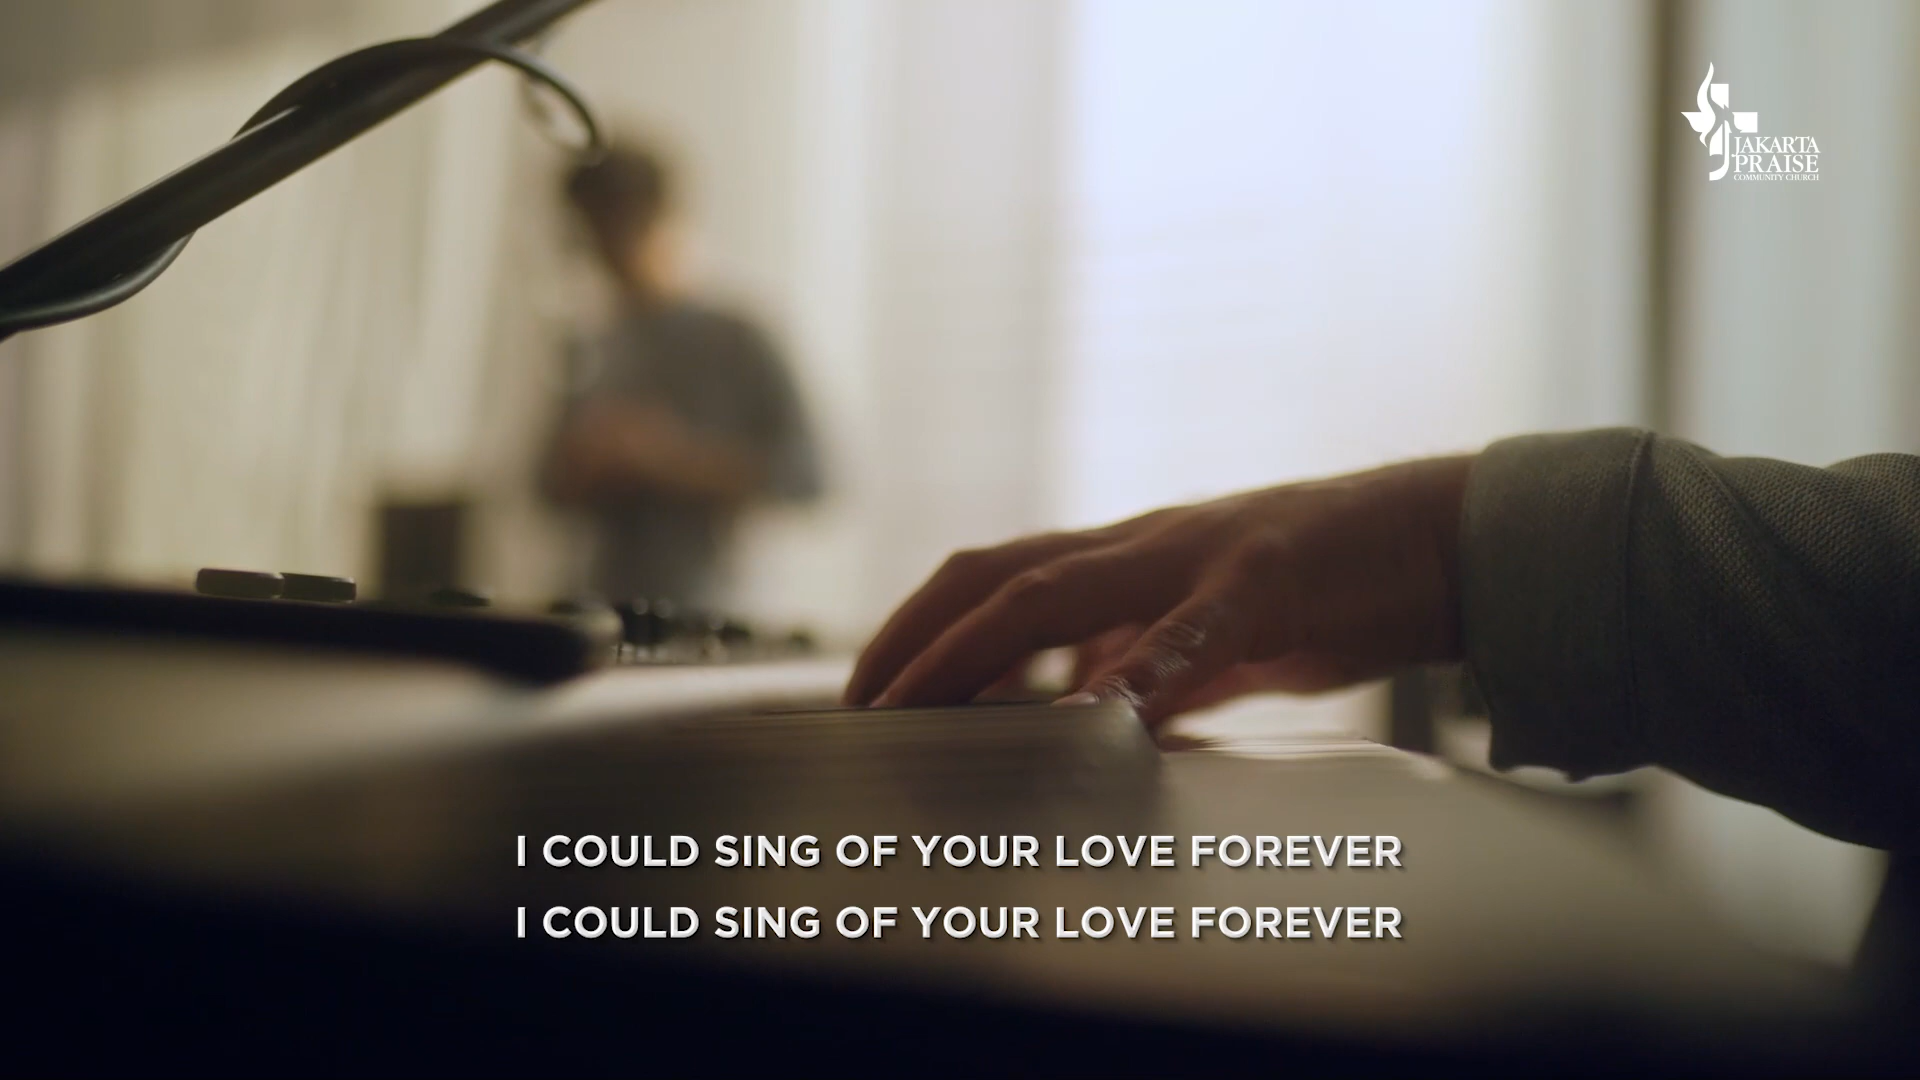 JAKARTA
PRAISE
COMMUNITY CHURCH
I COULD SING OF YOUR LOVE FOREVER
I COULD SING OF YOUR LOVE FOREVER